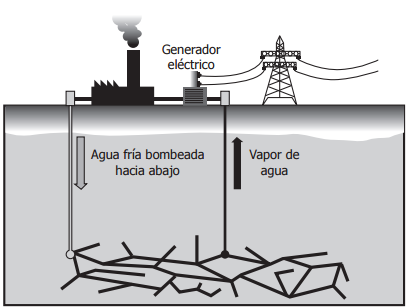 Generador
eléctrico
Agua fría bombeada
hacia abajo
Vapor de
agua